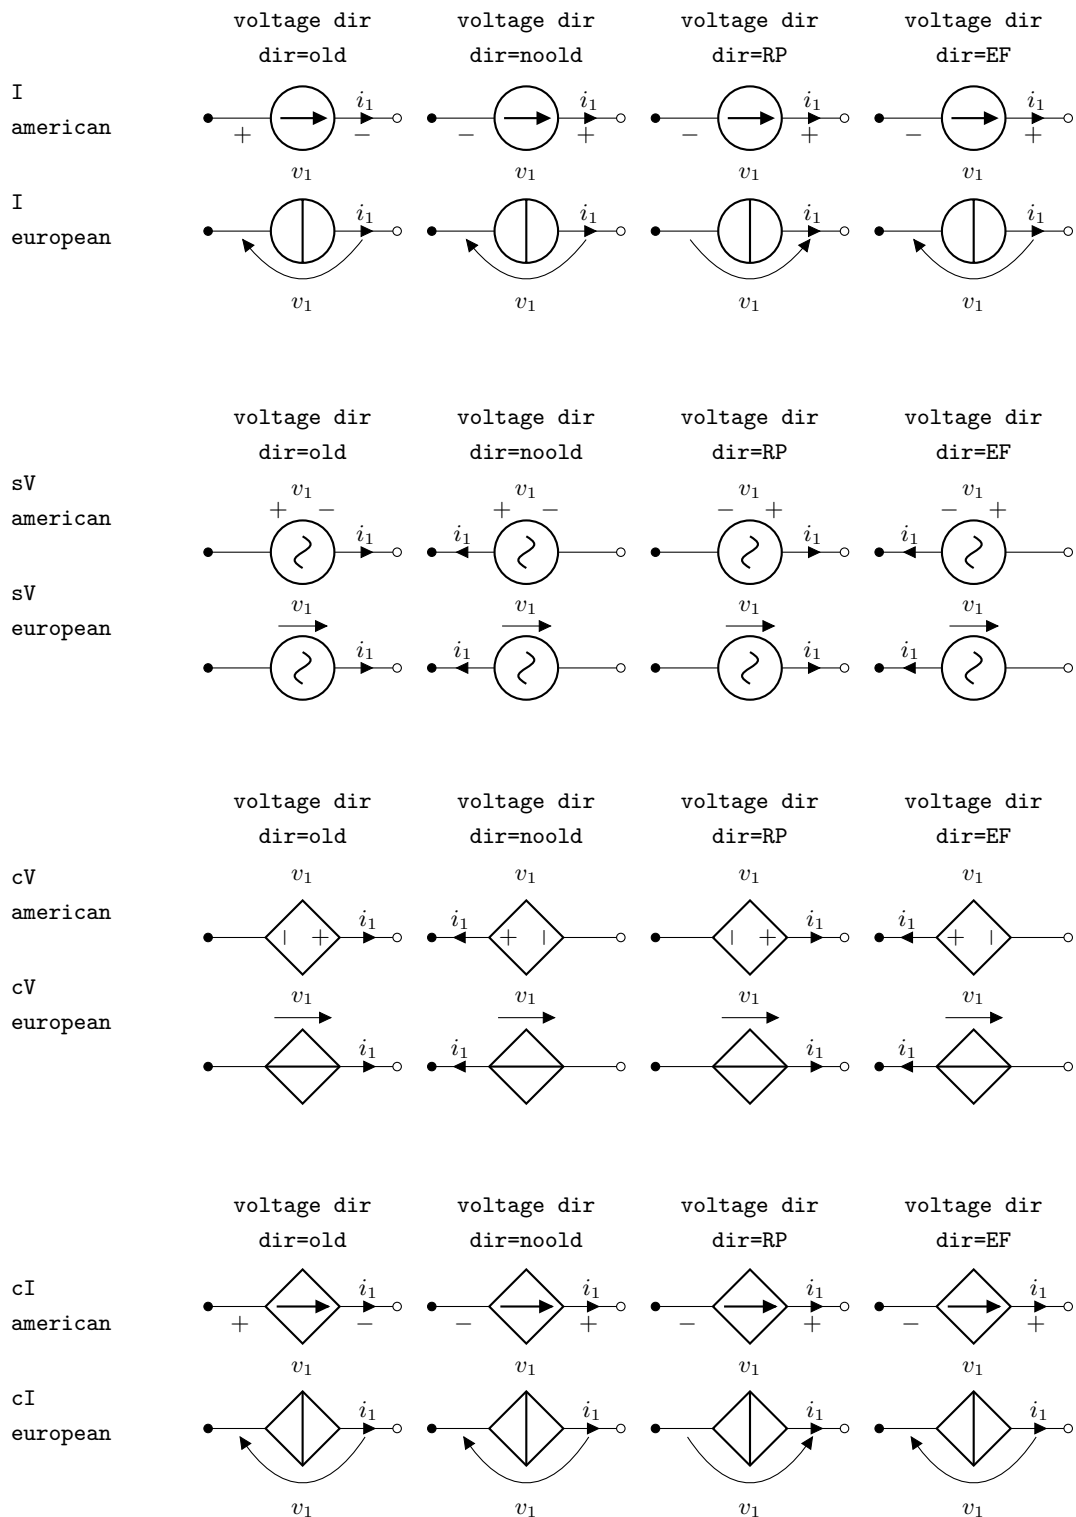 voltage dir voltage dir voltage dir voltage dir
dir=old dir=noold dir=RP dir=EF
I
american
i₁ i₁ i₁ i₁
+ − − + − + − +
v₁ v₁ v₁ v₁
I
european
i₁ i₁ i₁ i₁
v₁ v₁ v₁ v₁
voltage dir voltage dir voltage dir voltage dir
dir=old dir=noold dir=RP dir=EF
sV
american
v₁ v₁ v₁ v₁
+ − + − − + − +
i₁ i₁ i₁ i₁
sV
european
v₁ v₁ v₁ v₁
i₁ i₁ i₁ i₁
voltage dir voltage dir voltage dir voltage dir
dir=old dir=noold dir=RP dir=EF
cV
american
v₁ v₁ v₁ v₁
i₁ i₁ i₁ i₁
− + + − − + + −
cV
european
v₁ v₁ v₁ v₁
i₁ i₁ i₁ i₁
voltage dir voltage dir voltage dir voltage dir
dir=old dir=noold dir=RP dir=EF
cI
american
i₁ i₁ i₁ i₁
+ − − + − + − +
v₁ v₁ v₁ v₁
cI
european
i₁ i₁ i₁ i₁
v₁ v₁ v₁ v₁